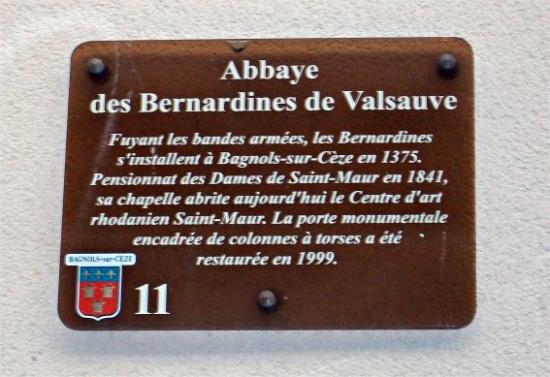 Abbaye
des Bernardines de Valsauve
Fuyant les bandes armées, les Bernardines
s'installent à Bagnols-sur-Cèze en 1375.
Pensionnat des Dames de Saint-Maur en 1841,
sa chapelle abrite aujourd'hui le Centre d'art
rhodanien Saint-Maur. La porte monumentale
encadrée de colonnes à torses a été
restaurée en 1999.
BAGNOLS-sur-CEZE
11